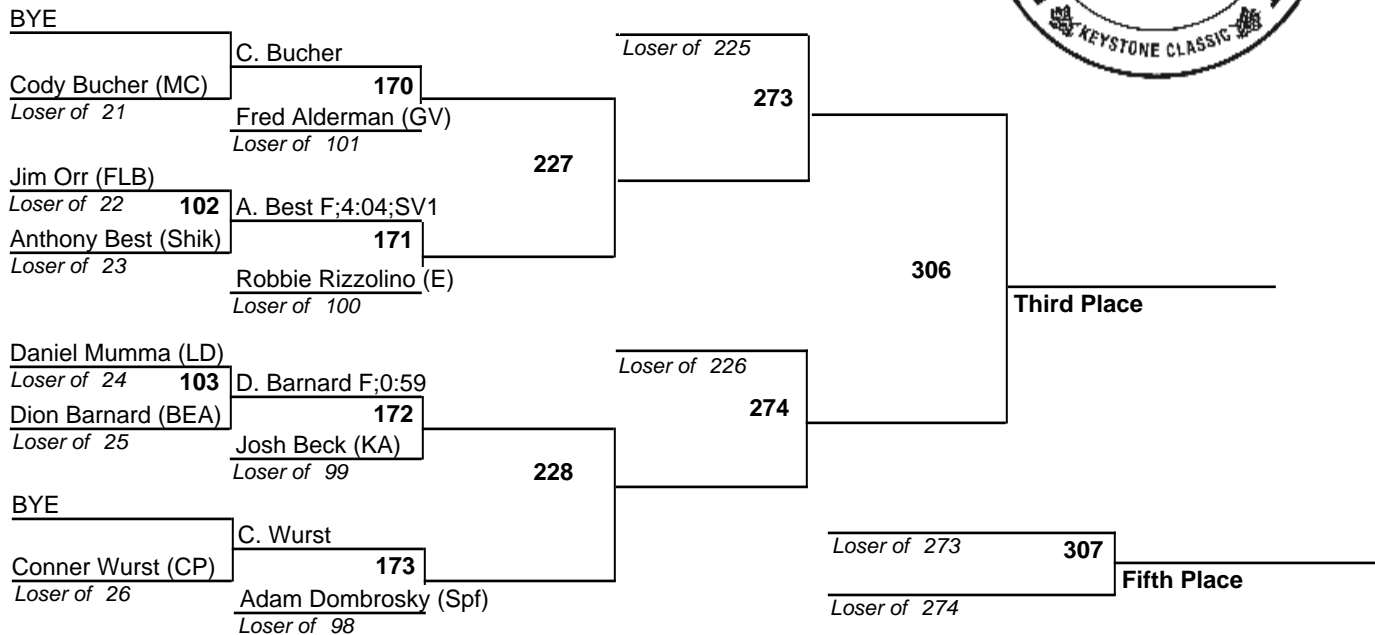 BYE
KEYSTONE CLASSIC
C. Bucher
Loser of 225
Cody Bucher (MC)
170
273
Loser of 21
Fred Alderman (GV)
Loser of 101
227
Jim Orr (FLB)
Loser of 22
102
A. Best F;4:04;SV1
Anthony Best (Shik)
171
Loser of 23
306
Robbie Rizzolino (E)
Loser of 100
Third Place
Daniel Mumma (LD)
Loser of 226
Loser of 24
103
D. Barnard F;0:59
Dion Barnard (BEA)
172
274
Loser of 25
Josh Beck (KA)
Loser of 99
228
BYE
C. Wurst
Loser of 273
307
Conner Wurst (CP)
173
Fifth Place
Loser of 26
Adam Dombrosky (Spf)
Loser of 274
Loser of 98